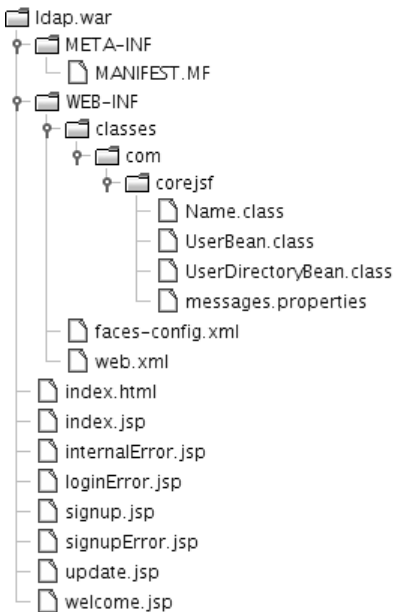 ldap.war
META-INF
MANIFEST.MF
WEB-INF
classes
com
corejsf
Name.class
UserBean.class
UserDirectoryBean.class
messages.properties
faces-config.xml
web.xml
index.html
index.jsp
internalError.jsp
loginError.jsp
signup.jsp
signupError.jsp
update.jsp
welcome.jsp